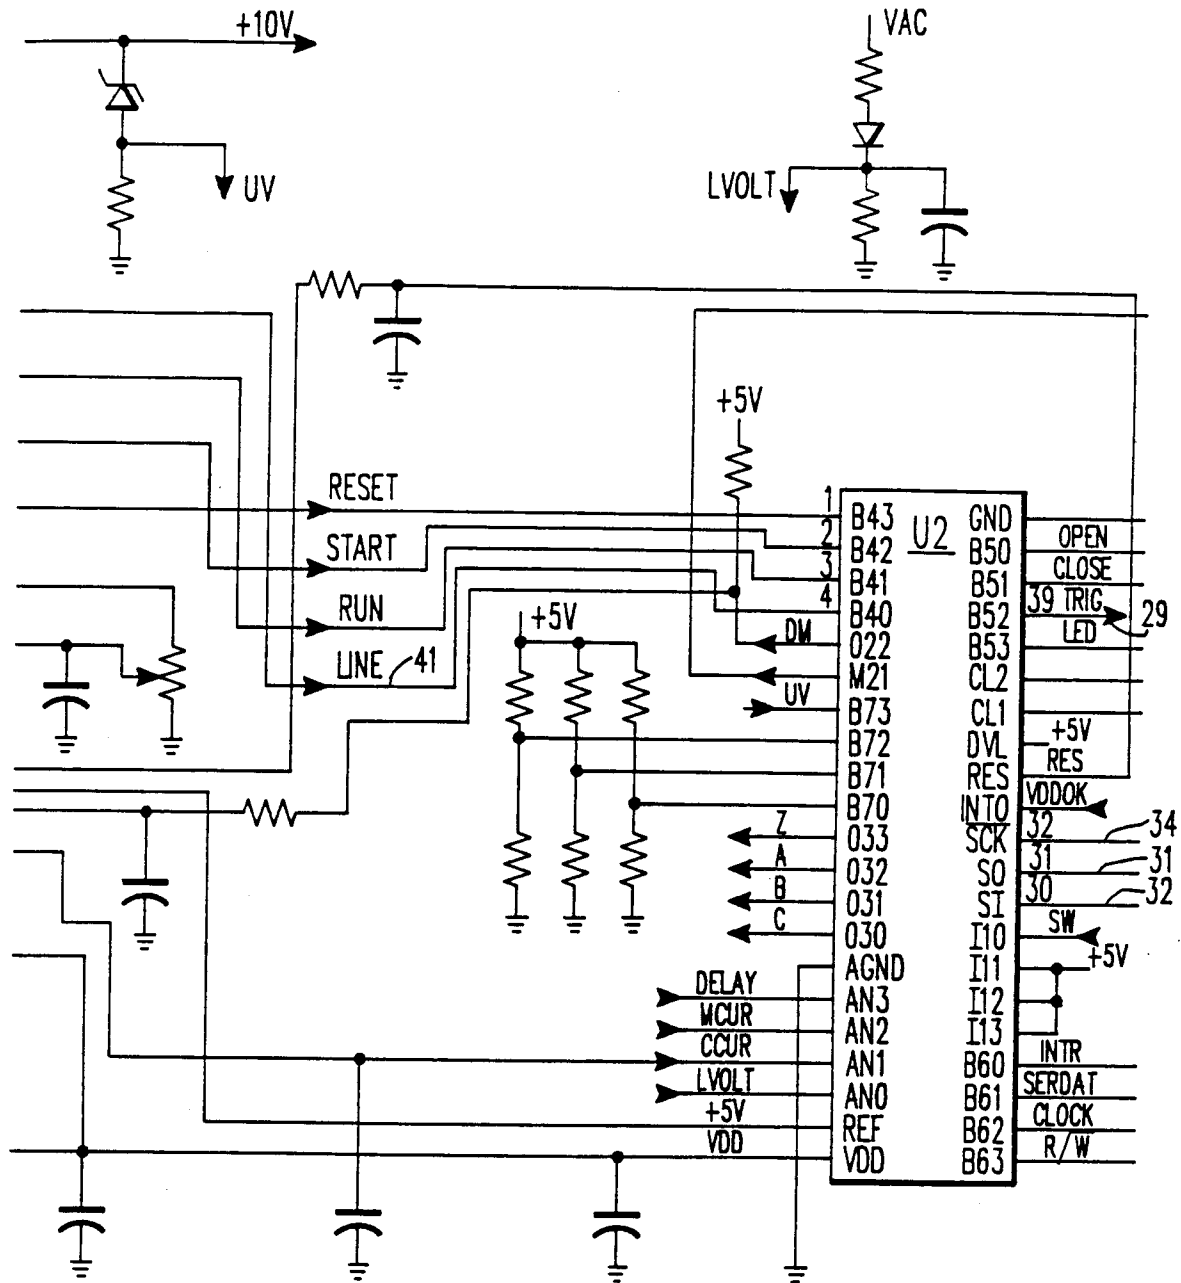 +10V
VAC
UV
LVOLT
+5V
RESET
START
RUN
LINE 41
+5V
U2
1 B43
2 B42
3 B41
4 B40
DM O22
M21
UV B73
B72
B71
B70
Z O33
A O32
B O31
C O30
AGND
DELAY AN3
MCUR AN2
CCUR AN1
LVOLT AN0
+5V REF
VDD VDD
GND
B50 OPEN
B51 CLOSE
B52 39 TRIG 29
B53 LED
CL2
CL1
DVL +5V
RES RES
INTO VDDOK
SCK 32 34
SO 31 31
SI 30 32
I10 SW
I11 +5V
I12
I13
B60 INTR
B61 SERDAT
B62 CLOCK
B63 R/W